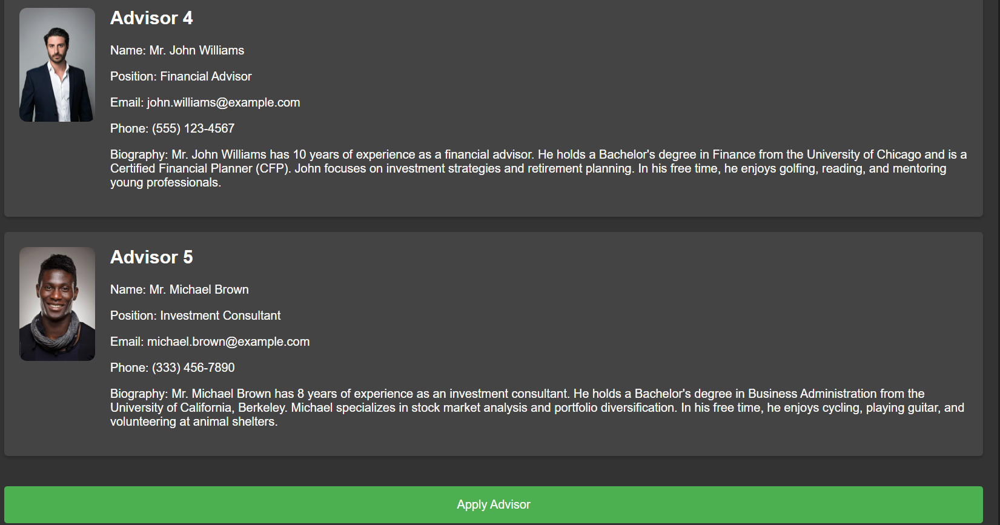 Advisor 4
Name: Mr. John Williams
Position: Financial Advisor
Email: john.williams@example.com
Phone: (555) 123-4567
Biography: Mr. John Williams has 10 years of experience as a financial advisor. He holds a Bachelor's degree in Finance from the University of Chicago and is a
Certified Financial Planner (CFP). John focuses on investment strategies and retirement planning. In his free time, he enjoys golfing, reading, and mentoring
young professionals.
Advisor 5
Name: Mr. Michael Brown
Position: Investment Consultant
Email: michael.brown@example.com
Phone: (333) 456-7890
Biography: Mr. Michael Brown has 8 years of experience as an investment consultant. He holds a Bachelor's degree in Business Administration from the
University of California, Berkeley. Michael specializes in stock market analysis and portfolio diversification. In his free time, he enjoys cycling, playing guitar, and
volunteering at animal shelters.
Apply Advisor